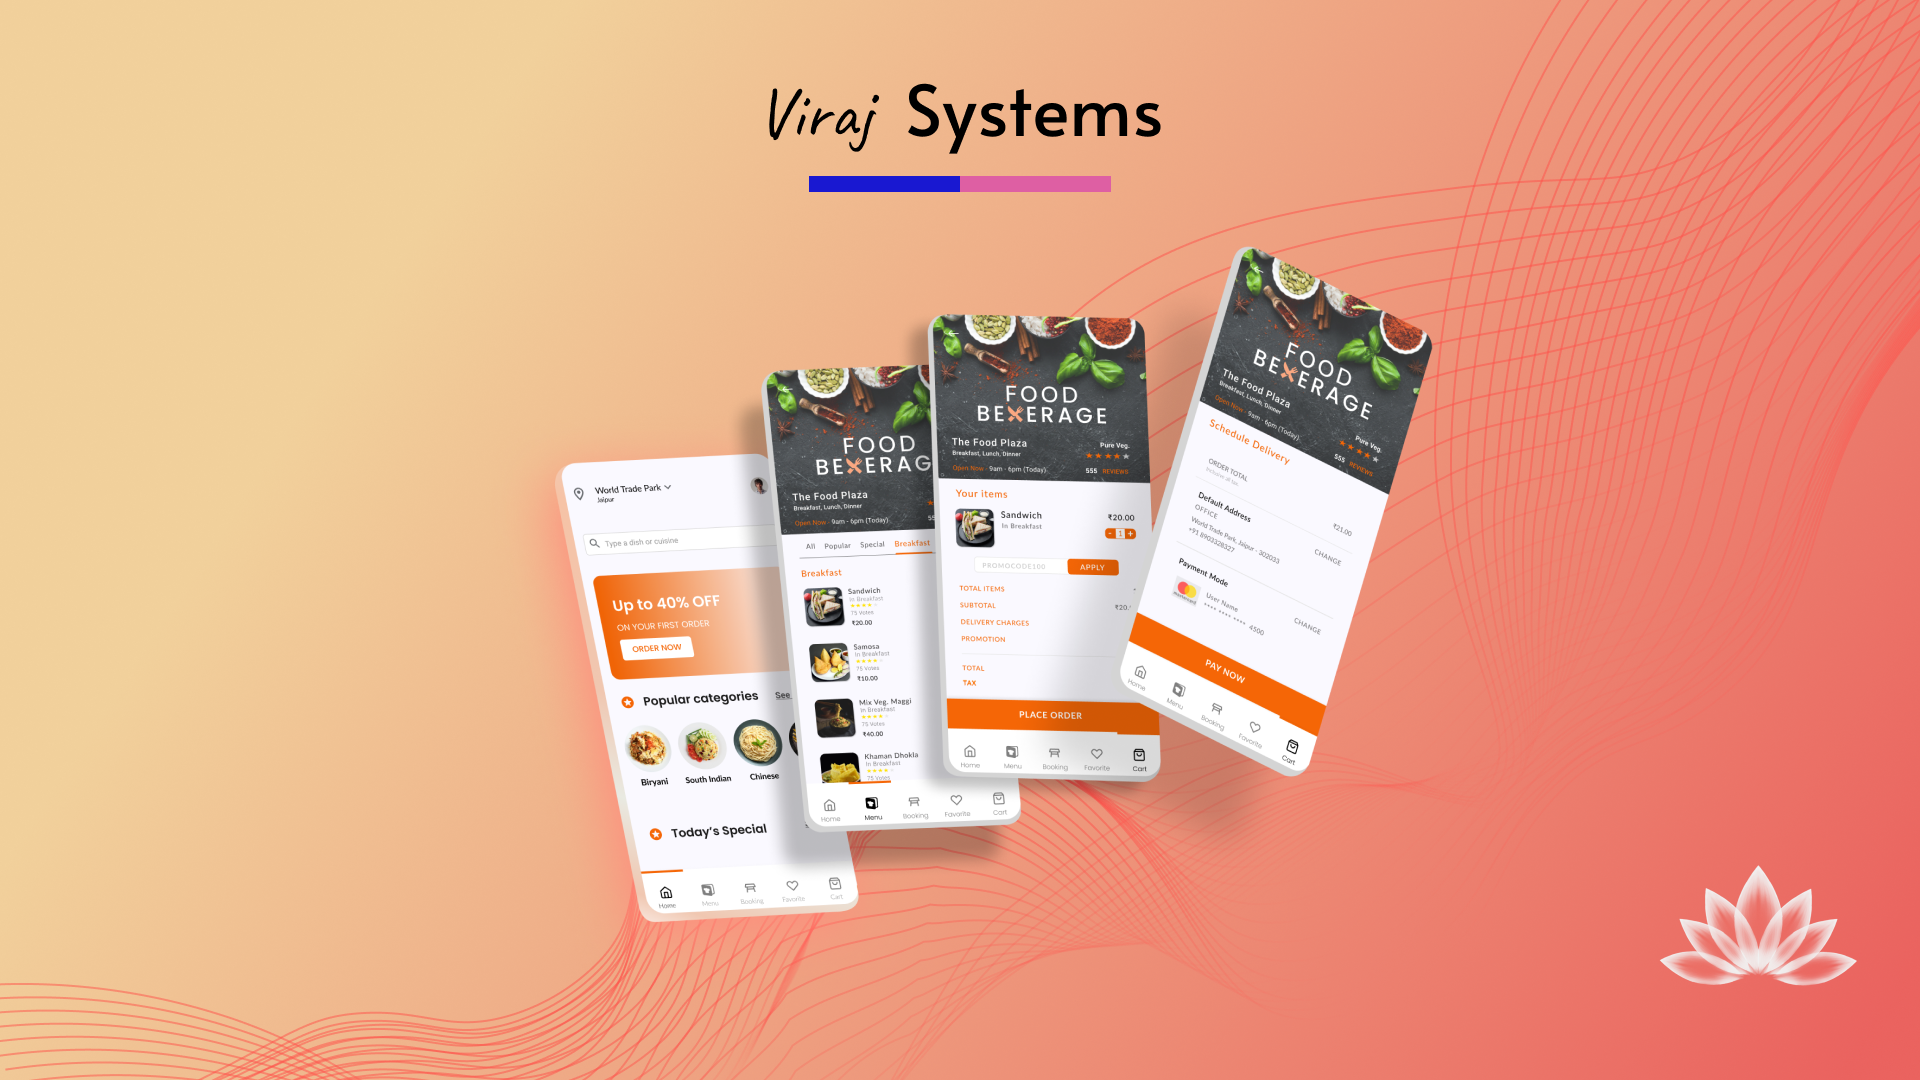 Viraj Systems
World Trade Park
Jaipur
Type a dish or cuisine
Up to 40% OFF
ON YOUR FIRST ORDER
ORDER NOW
Popular categories
See
Biryani South Indian Chinese
Today's Special
Home Menu Booking Favorite Cart
FOOD
BEVERAG
The Food Plaza
Breakfast, Lunch, Dinner
Open Now - 9am - 6pm (Today)
55
All Popular Special Breakfast
Breakfast
Sandwich
In Breakfast
75 Votes
₹20.00
Samosa
In Breakfast
75 Votes
₹10.00
Mix Veg. Maggi
In Breakfast
75 Votes
₹40.00
Khaman Dhokla
In Breakfast
75 Votes
Home Menu Booking Favorite Cart
FOOD
BEVERAGE
The Food Plaza
Pure Veg.
Breakfast, Lunch, Dinner
Open Now - 9am - 6pm (Today)
555 REVIEWS
Your items
Sandwich
₹20.00
In Breakfast
- 1 +
PROMOCODE100
APPLY
TOTAL ITEMS
SUBTOTAL
₹20.
DELIVERY CHARGES
PROMOTION
TOTAL
TAX
PLACE ORDER
Home Menu Booking Favorite Cart
FOOD
BEVERAGE
The Food Plaza
Breakfast, Lunch, Dinner
Open Now - 9am - 6pm (Today)
Pure Veg.
555 REVIEWS
Schedule Delivery
ORDER TOTAL
₹21.00
Default Address
OFFICE
World Trade Park, Jaipur - 302033
+91 8903328327
CHANGE
Payment Mode
mastercard
User Name
**** **** **** 4500
CHANGE
PAY NOW
Home Menu Booking Favorite Cart